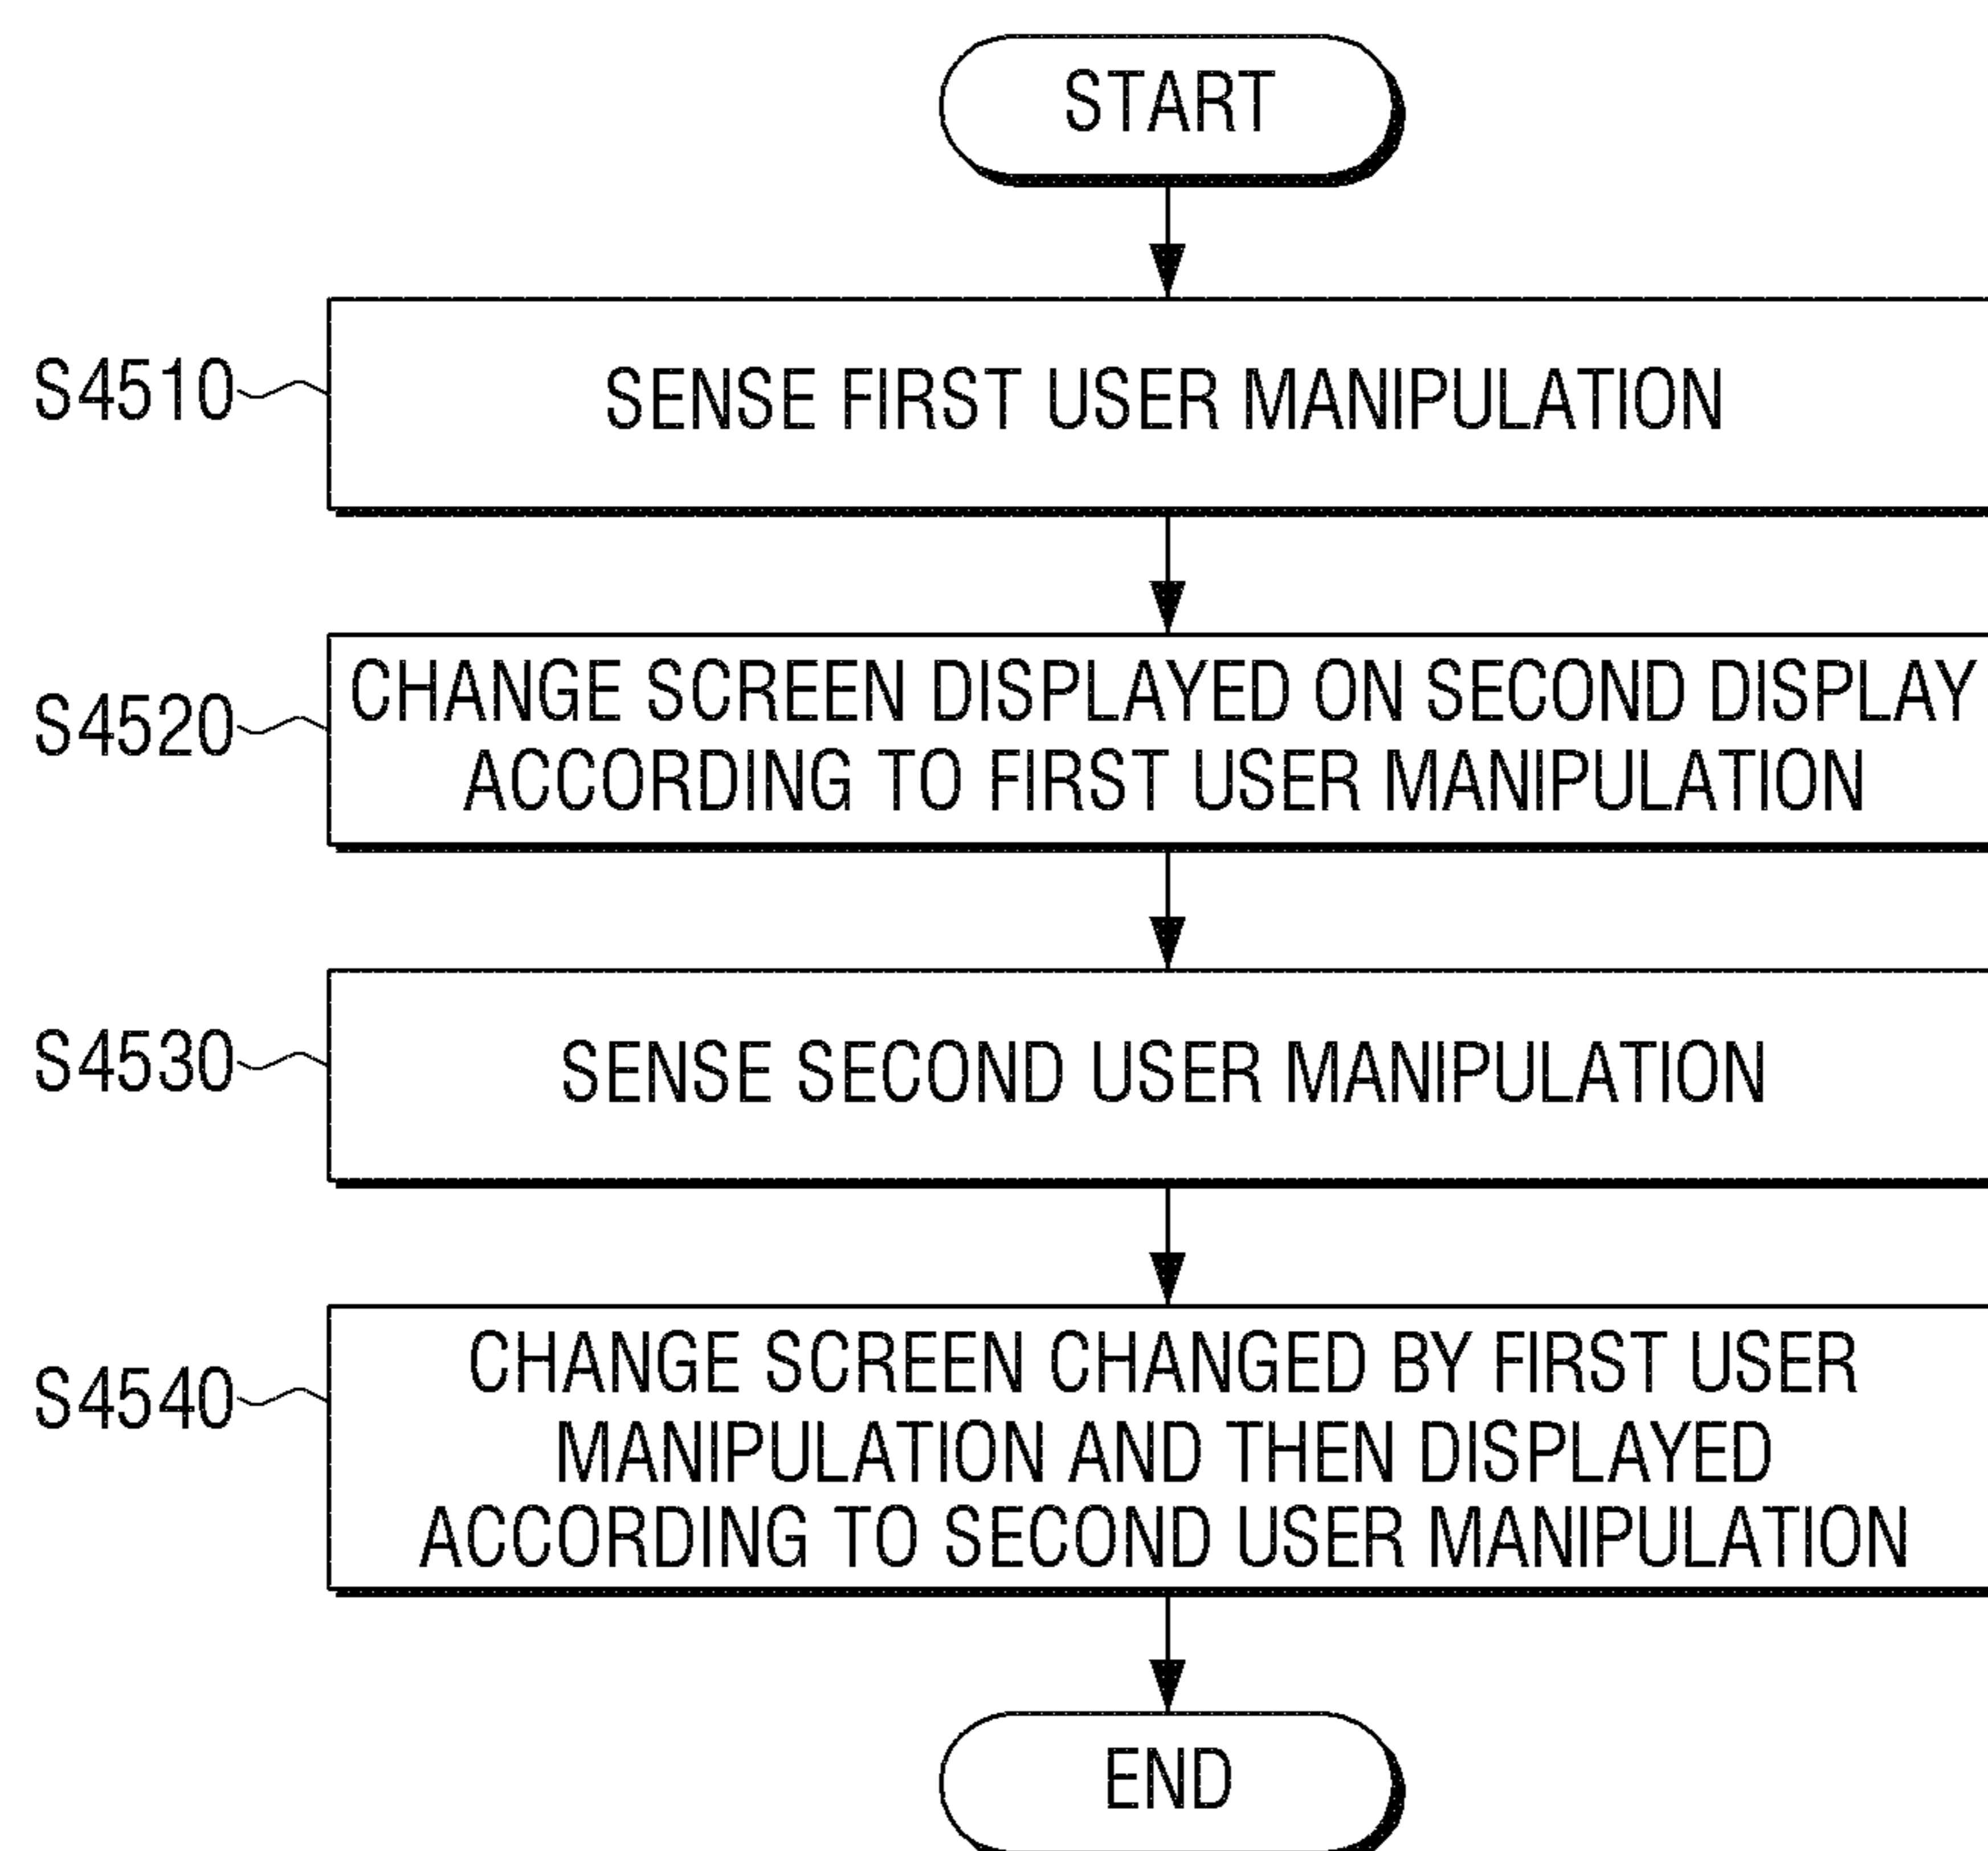 START
S4510
SENSE FIRST USER MANIPULATION
S4520
CHANGE SCREEN DISPLAYED ON SECOND DISPLAY
ACCORDING TO FIRST USER MANIPULATION
S4530
SENSE SECOND USER MANIPULATION
S4540
CHANGE SCREEN CHANGED BY FIRST USER
MANIPULATION AND THEN DISPLAYED
ACCORDING TO SECOND USER MANIPULATION
END